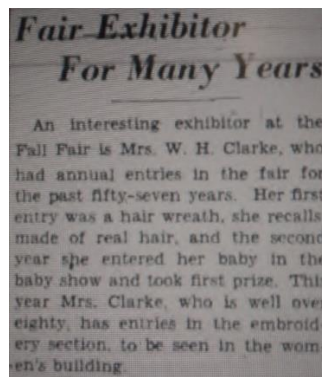 Fair Exhibitor
For Many Years
An interesting exhibitor at the
Fall Fair is Mrs. W. H. Clarke, who
had annual entries in the fair for
the past fifty-seven years. Her first
entry was a hair wreath, she recalls
made of real hair, and the second
year she entered her baby in the
baby show and took first prize. This
year Mrs. Clarke, who is well over
eighty, has entries in the embroid-
ery section, to be seen in the wom-
en's building.